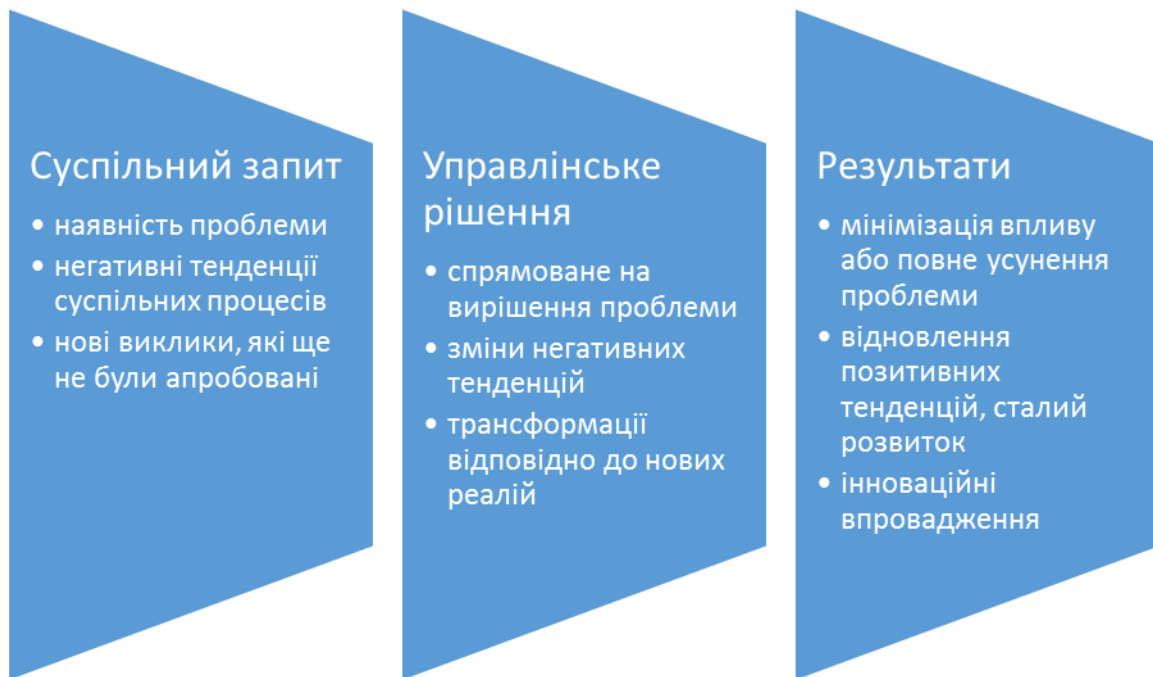 Суспільний запит
• наявність проблеми
• негативні тенденції
суспільних процесів
• нові виклики, які ще
не були апробовані
Управлінське
рішення
• спрямоване на
вирішення проблеми
• зміни негативних
тенденцій
• трансформації
відповідно до нових
реалій
Результати
• мінімізація впливу
або повне усунення
проблеми
• відновлення
позитивних
тенденцій, сталий
розвиток
• інноваційні
впровадження